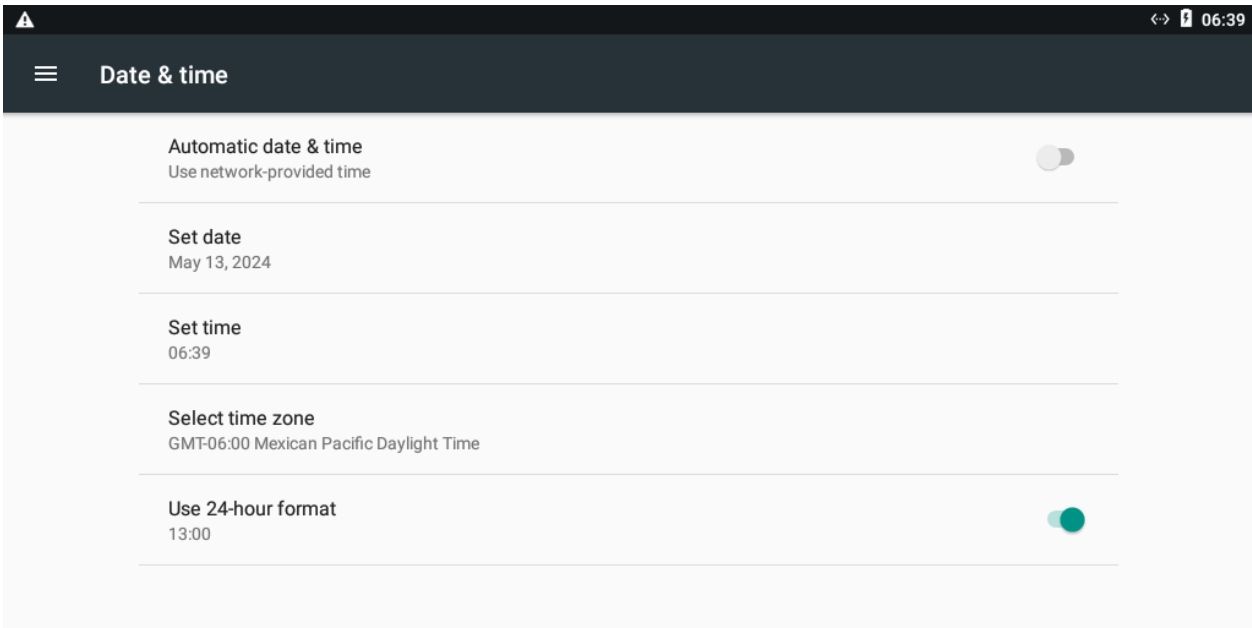 06:39
Date & time
Automatic date & time
Use network-provided time
Set date
May 13, 2024
Set time
06:39
Select time zone
GMT-06:00 Mexican Pacific Daylight Time
Use 24-hour format
13:00